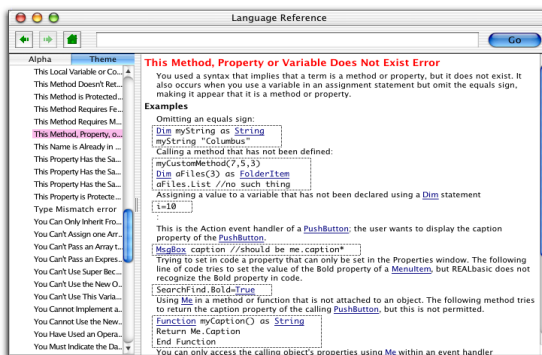 Language Reference
Go
Alpha
Theme
This Local Variable or Co...
This Method Doesn't Ret...
This Method is Protected...
This Method Requires Fe...
This Method Requires M...
This Method, Property, o...
This Name is Already in ...
This Property Has the Sa...
This Property Has the Sa...
This Property Has the Sa...
This Property is Protecte...
Type Mismatch error
You Can Only Inherit Fro...
You Can't Assign one Arr...
You Can't Pass an Array t...
You Can't Pass an Expres...
You Can't Use Super Bec...
You Can't Use the New O...
You Can't Use This Varia...
You Cannot Implement a...
You Cannot Use the New...
You Have Used an Opera...
You Must Indicate the Da...
This Method, Property or Variable Does Not Exist Error
You used a syntax that implies that a term is a method or property, but it does not exist. It
also occurs when you use a variable in an assignment statement but omit the equals sign,
making it appear that it is a method or property.
Examples
Omitting an equals sign:
Dim myString as String
myString "Columbus"
Calling a method that has not been defined:
myCustomMethod(7,5,3)
Dim aFiles(3) as FolderItem
aFiles.List //no such thing
Assigning a value to a variable that has not been declared using a Dim statement
i=10
:
This is the Action event handler of a PushButton; the user wants to display the caption
property of the PushButton.
MsgBox caption //should be me.caption*
Trying to set in code a property that can only be set in the Properties window. The following
line of code tries to set the value of the Bold property of a MenuItem, but REALbasic does not
recognize the Bold property in code.
SearchFind.Bold=True
Using Me in a method or function that is not attached to an object. The following method tries
to return the caption property of the calling PushButton, but this is not permitted.
Function myCaption() as String
Return Me.Caption
End Function
You can only access the calling object's properties using Me within an event handler